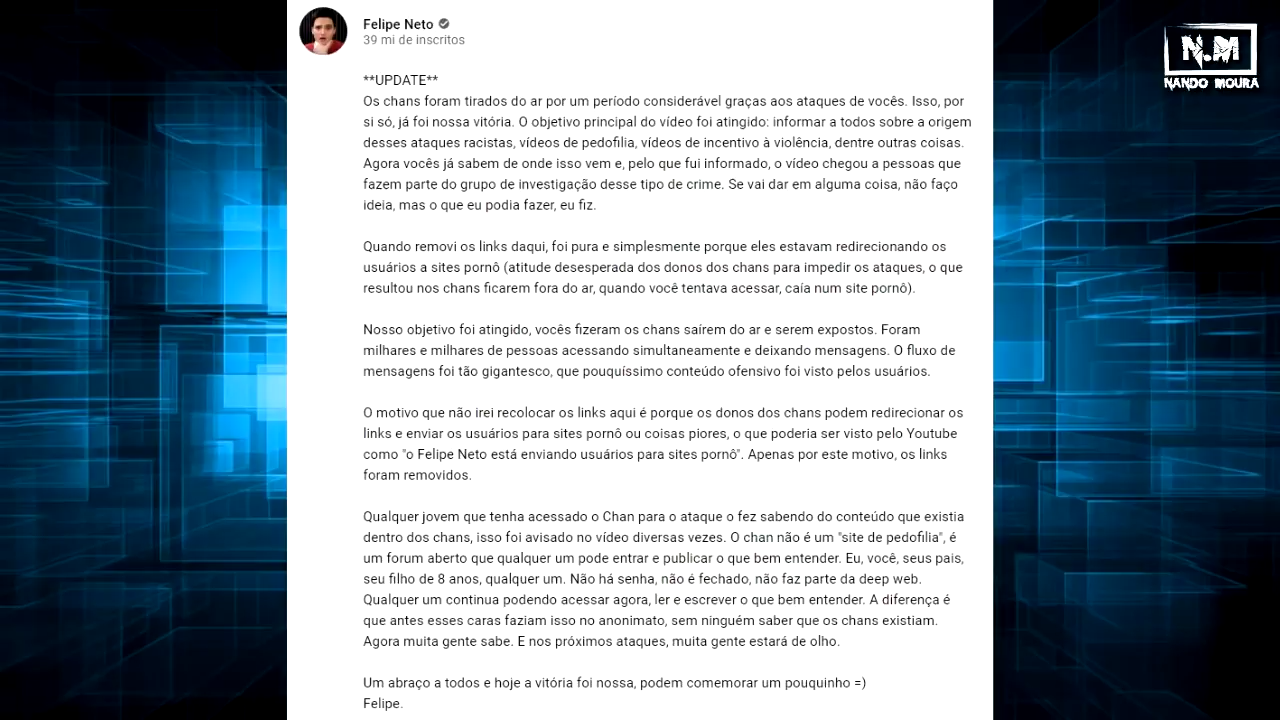 Felipe Neto
39 mi de inscritos
N.M
NANDO MOURA
**UPDATE**
Os chans foram tirados do ar por um período considerável graças aos ataques de vocês. Isso, por
si só, já foi nossa vitória. O objetivo principal do vídeo foi atingido: informar a todos sobre a origem
desses ataques racistas, vídeos de pedofilia, vídeos de incentivo à violência, dentre outras coisas.
Agora vocês já sabem de onde isso vem e, pelo que fui informado, o vídeo chegou a pessoas que
fazem parte do grupo de investigação desse tipo de crime. Se vai dar em alguma coisa, não faço
ideia, mas o que eu podia fazer, eu fiz.
Quando removi os links daqui, foi pura e simplesmente porque eles estavam redirecionando os
usuários a sites pornô (atitude desesperada dos donos dos chans para impedir os ataques, o que
resultou nos chans ficarem fora do ar, quando você tentava acessar, caía num site pornô).
Nosso objetivo foi atingido, vocês fizeram os chans saírem do ar e serem expostos. Foram
milhares e milhares de pessoas acessando simultaneamente e deixando mensagens. O fluxo de
mensagens foi tão gigantesco, que pouquíssimo conteúdo ofensivo foi visto pelos usuários.
O motivo que não irei recolocar os links aqui é porque os donos dos chans podem redirecionar os
links e enviar os usuários para sites pornô ou coisas piores, o que poderia ser visto pelo Youtube
como "o Felipe Neto está enviando usuários para sites pornô". Apenas por este motivo, os links
foram removidos.
Qualquer jovem que tenha acessado o Chan para o ataque o fez sabendo do conteúdo que existia
dentro dos chans, isso foi avisado no vídeo diversas vezes. O chan não é um "site de pedofilia", é
um forum aberto que qualquer um pode entrar e publicar o que bem entender. Eu, você, seus pais,
seu filho de 8 anos, qualquer um. Não há senha, não é fechado, não faz parte da deep web.
Qualquer um continua podendo acessar agora, ler e escrever o que bem entender. A diferença é
que antes esses caras faziam isso no anonimato, sem ninguém saber que os chans existiam.
Agora muita gente sabe. E nos próximos ataques, muita gente estará de olho.
Um abraço a todos e hoje a vitória foi nossa, podem comemorar um pouquinho =)
Felipe.